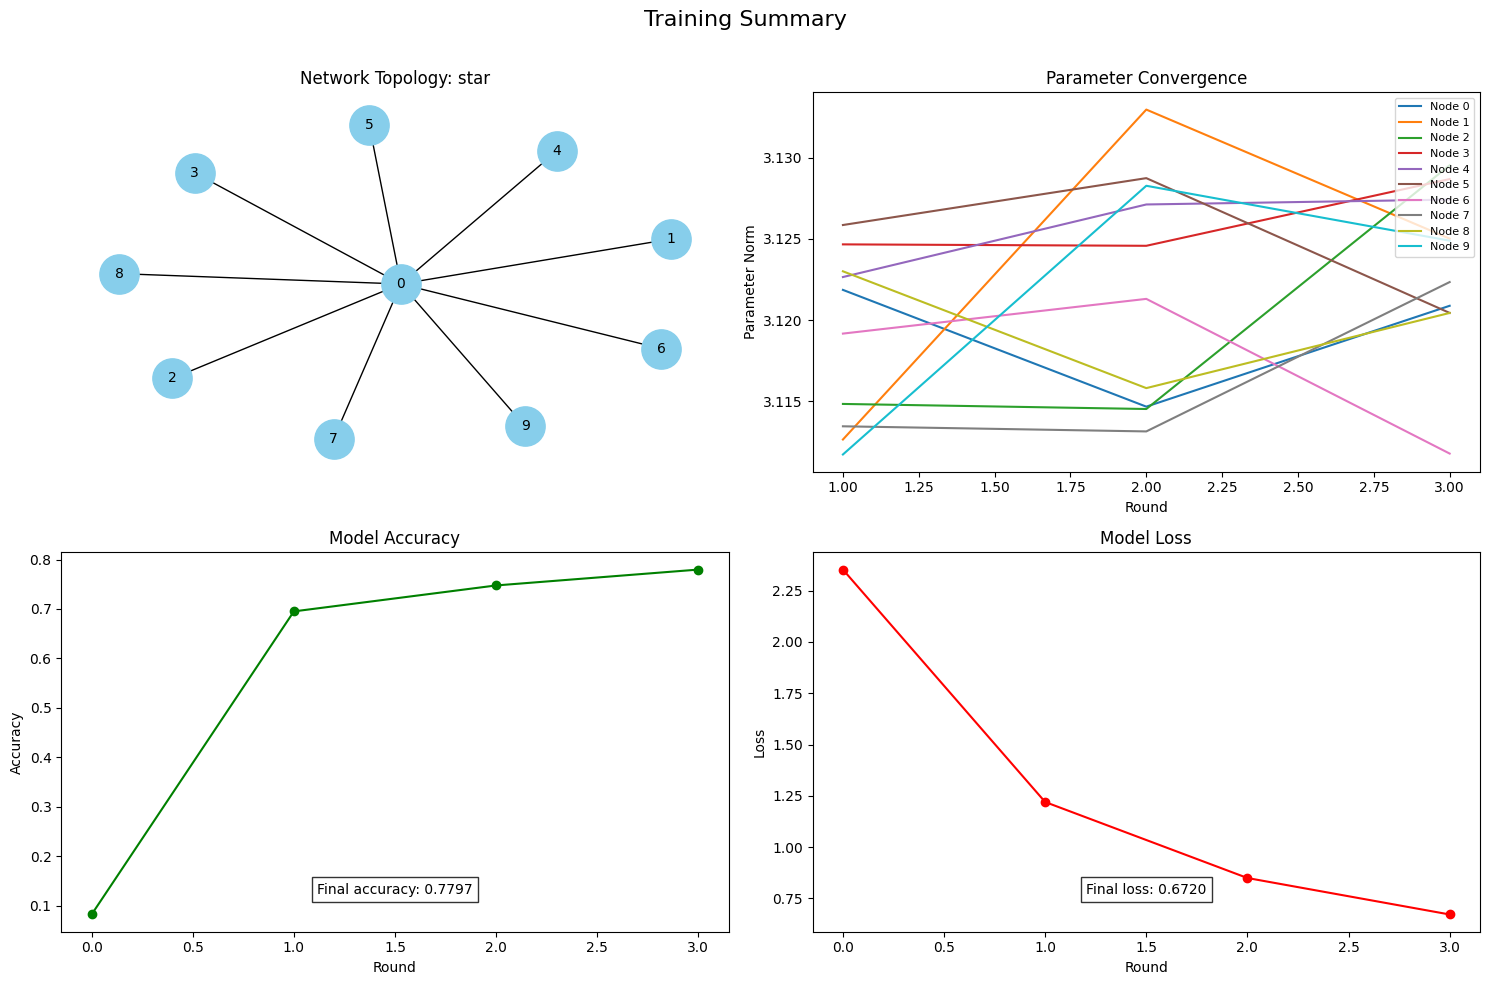 Training Summary
Network Topology: star
5
4
3
1
8
0
6
2
9
7
Parameter Convergence
Parameter Norm
3.130
3.125
3.120
3.115
Node 0
Node 1
Node 2
Node 3
Node 4
Node 5
Node 6
Node 7
Node 8
Node 9
1.00 1.25 1.50 1.75 2.00 2.25 2.50 2.75 3.00
Round
Model Accuracy
Accuracy
0.8
0.7
0.6
0.5
0.4
0.3
0.2
0.1
Final accuracy: 0.7797
0.0 0.5 1.0 1.5 2.0 2.5 3.0
Round
Model Loss
Loss
2.25
2.00
1.75
1.50
1.25
1.00
0.75
Final loss: 0.6720
0.0 0.5 1.0 1.5 2.0 2.5 3.0
Round